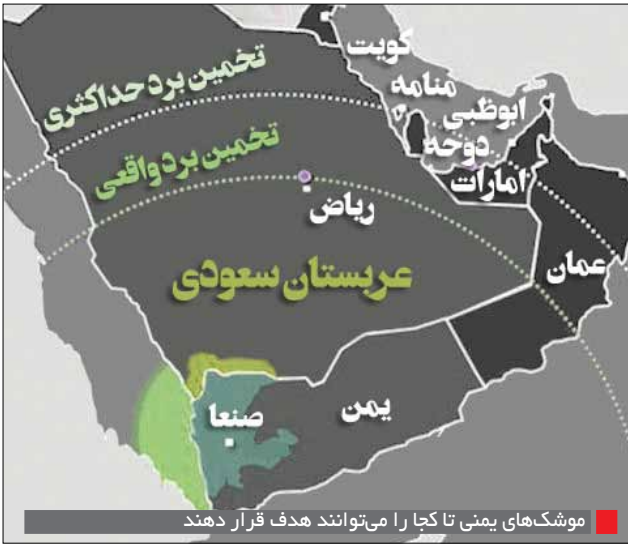 کویت
تخمین برد حداکثری
منامه
ابوظبی
تخمین برد واقعی
دوحه
امارات
ریاض
عمان
عربستان سعودی
صنعا
یمن
موشک‌های یمنی تا کجا را می‌توانند هدف قرار دهند